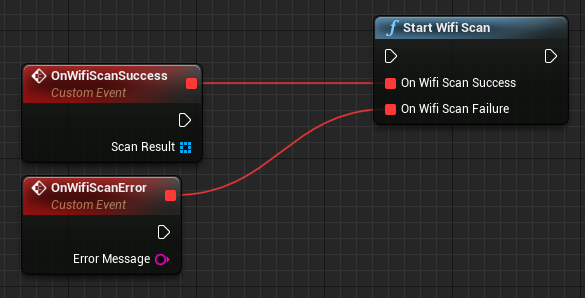 Start Wifi Scan
On Wifi Scan Success
On Wifi Scan Failure
OnWifiScanSuccess
Custom Event
Scan Result
OnWifiScanError
Custom Event
Error Message